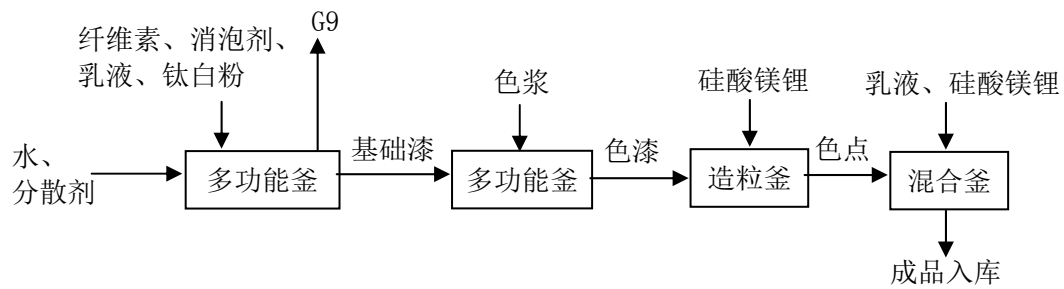 G9
纤维素、消泡剂、
乳液、钛白粉
色浆
硅酸镁锂
乳液、硅酸镁锂
水、
分散剂
多功能釜
基础漆
多功能釜
色漆
造粒釜
色点
混合釜
成品入库